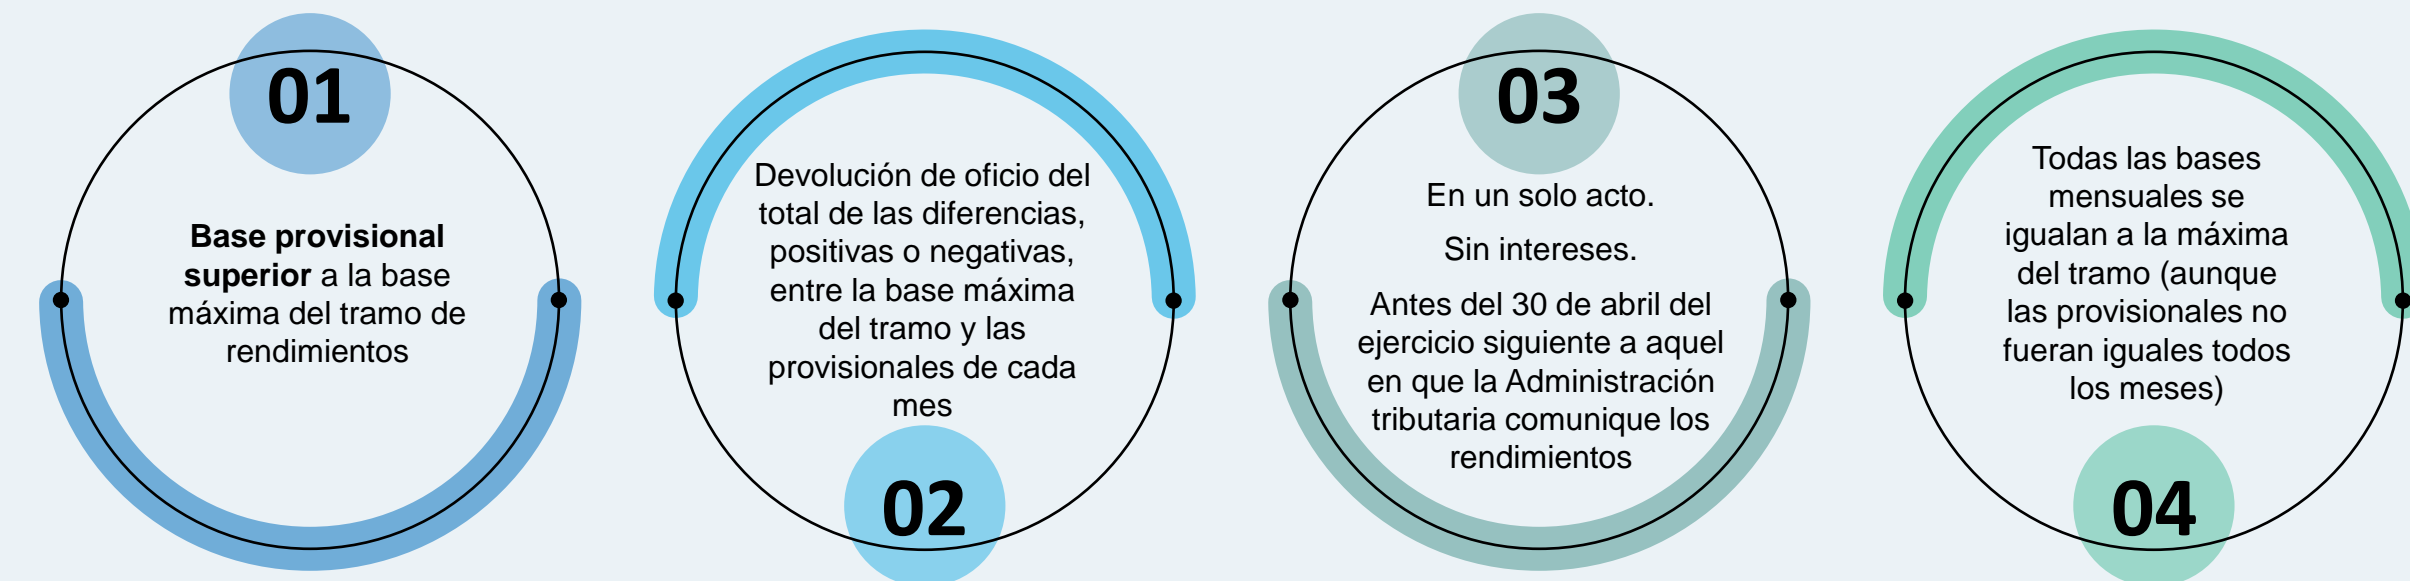 01
Base provisional
superior a la base
máxima del tramo de
rendimientos
Devolución de oficio del
total de las diferencias,
positivas o negativas,
entre la base máxima
del tramo y las
provisionales de cada
mes
02
03
En un solo acto.
Sin intereses.
Antes del 30 de abril del
ejercicio siguiente a aquel
en que la Administración
tributaria comunique los
rendimientos
Todas las bases
mensuales se
igualan a la máxima
del tramo (aunque
las provisionales no
fueran iguales todos
los meses)
04